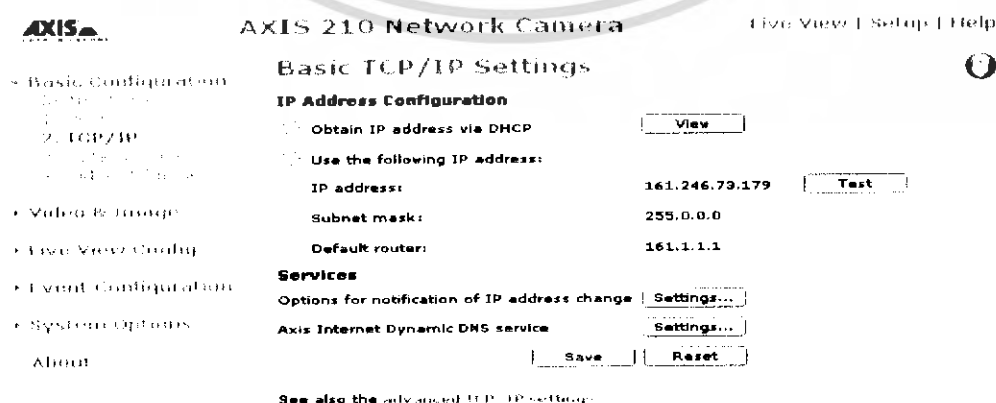 AXIS
AXIS 210 Network Camera
Live View | Setup | Help
Basic Configuration
2. TCP/IP
Video & Image
Live View Config
Event Configuration
System Options
About
Basic TCP/IP Settings
IP Address Configuration
Obtain IP address via DHCP View
Use the following IP address:
IP address: 161.246.73.179 Test
Subnet mask: 255.0.0.0
Default router: 161.1.1.1
Services
Options for notification of IP address change Settings...
Axis Internet Dynamic DNS service Settings...
Save Reset
See also the advanced TCP/IP settings